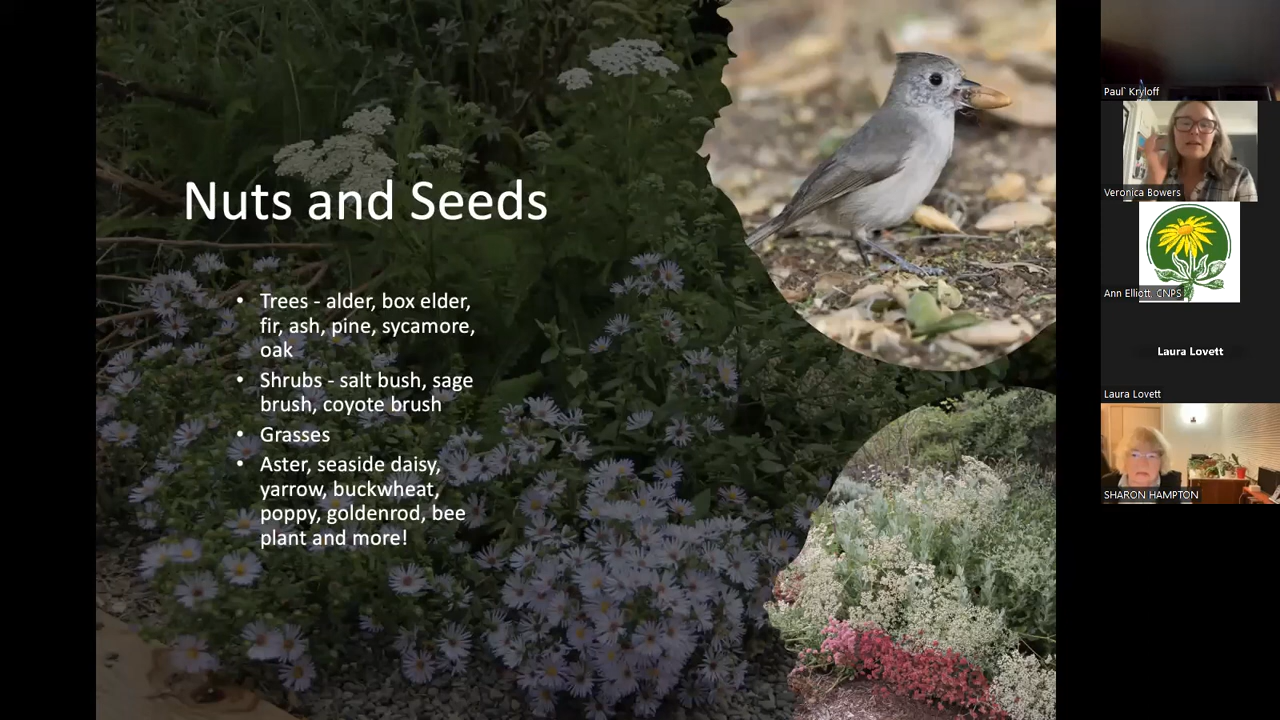 Nuts and Seeds
• Trees - alder, box elder,
fir, ash, pine, sycamore,
oak
• Shrubs - salt bush, sage
brush, coyote brush
• Grasses
• Aster, seaside daisy,
yarrow, buckwheat,
poppy, goldenrod, bee
plant and more!
Paul` Kryloff
Veronica Bowers
Ann Elliott, CNPS
Laura Lovett
Laura Lovett
SHARON HAMPTON